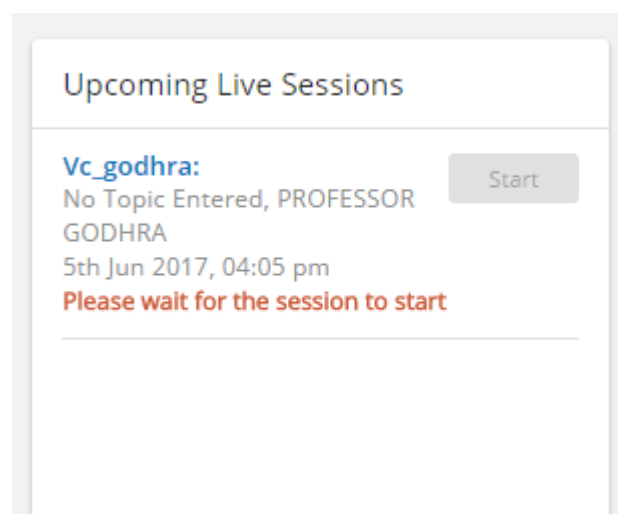 Upcoming Live Sessions
Vc_godhra:
Start
No Topic Entered, PROFESSOR
GODHRA
5th Jun 2017, 04:05 pm
Please wait for the session to start